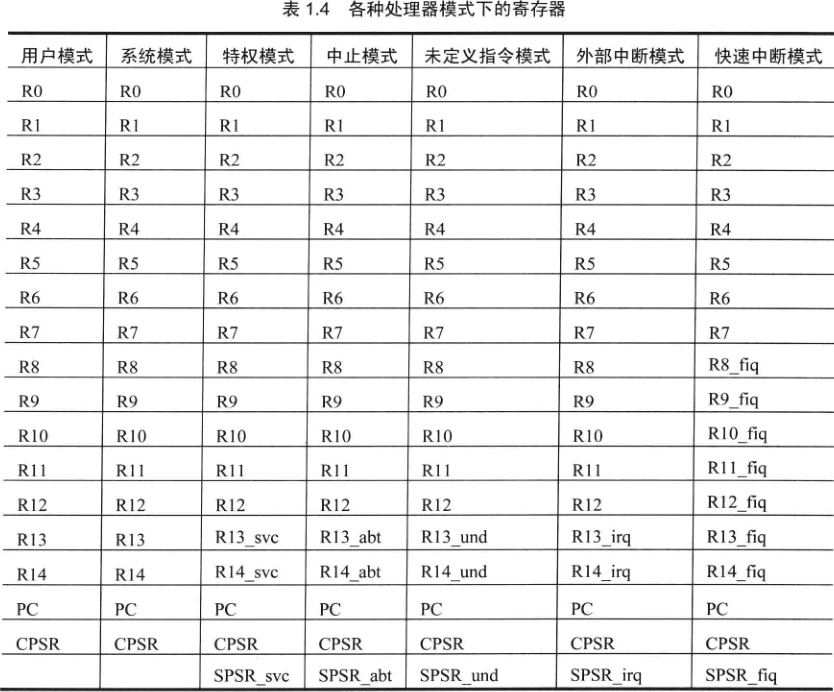 表 1.4 各种处理器模式下的寄存器
用户模式 系统模式 特权模式 中止模式 未定义指令模式 外部中断模式 快速中断模式
R0 R0 R0 R0 R0 R0 R0
R1 R1 R1 R1 R1 R1 R1
R2 R2 R2 R2 R2 R2 R2
R3 R3 R3 R3 R3 R3 R3
R4 R4 R4 R4 R4 R4 R4
R5 R5 R5 R5 R5 R5 R5
R6 R6 R6 R6 R6 R6 R6
R7 R7 R7 R7 R7 R7 R7
R8 R8 R8 R8 R8 R8 R8_fiq
R9 R9 R9 R9 R9 R9 R9_fiq
R10 R10 R10 R10 R10 R10 R10_fiq
R11 R11 R11 R11 R11 R11 R11_fiq
R12 R12 R12 R12 R12 R12 R12_fiq
R13 R13 R13_svc R13_abt R13_und R13_irq R13_fiq
R14 R14 R14_svc R14_abt R14_und R14_irq R14_fiq
PC PC PC PC PC PC PC
CPSR CPSR CPSR CPSR CPSR CPSR CPSR
SPSR_svc SPSR_abt SPSR_und SPSR_irq SPSR_fiq